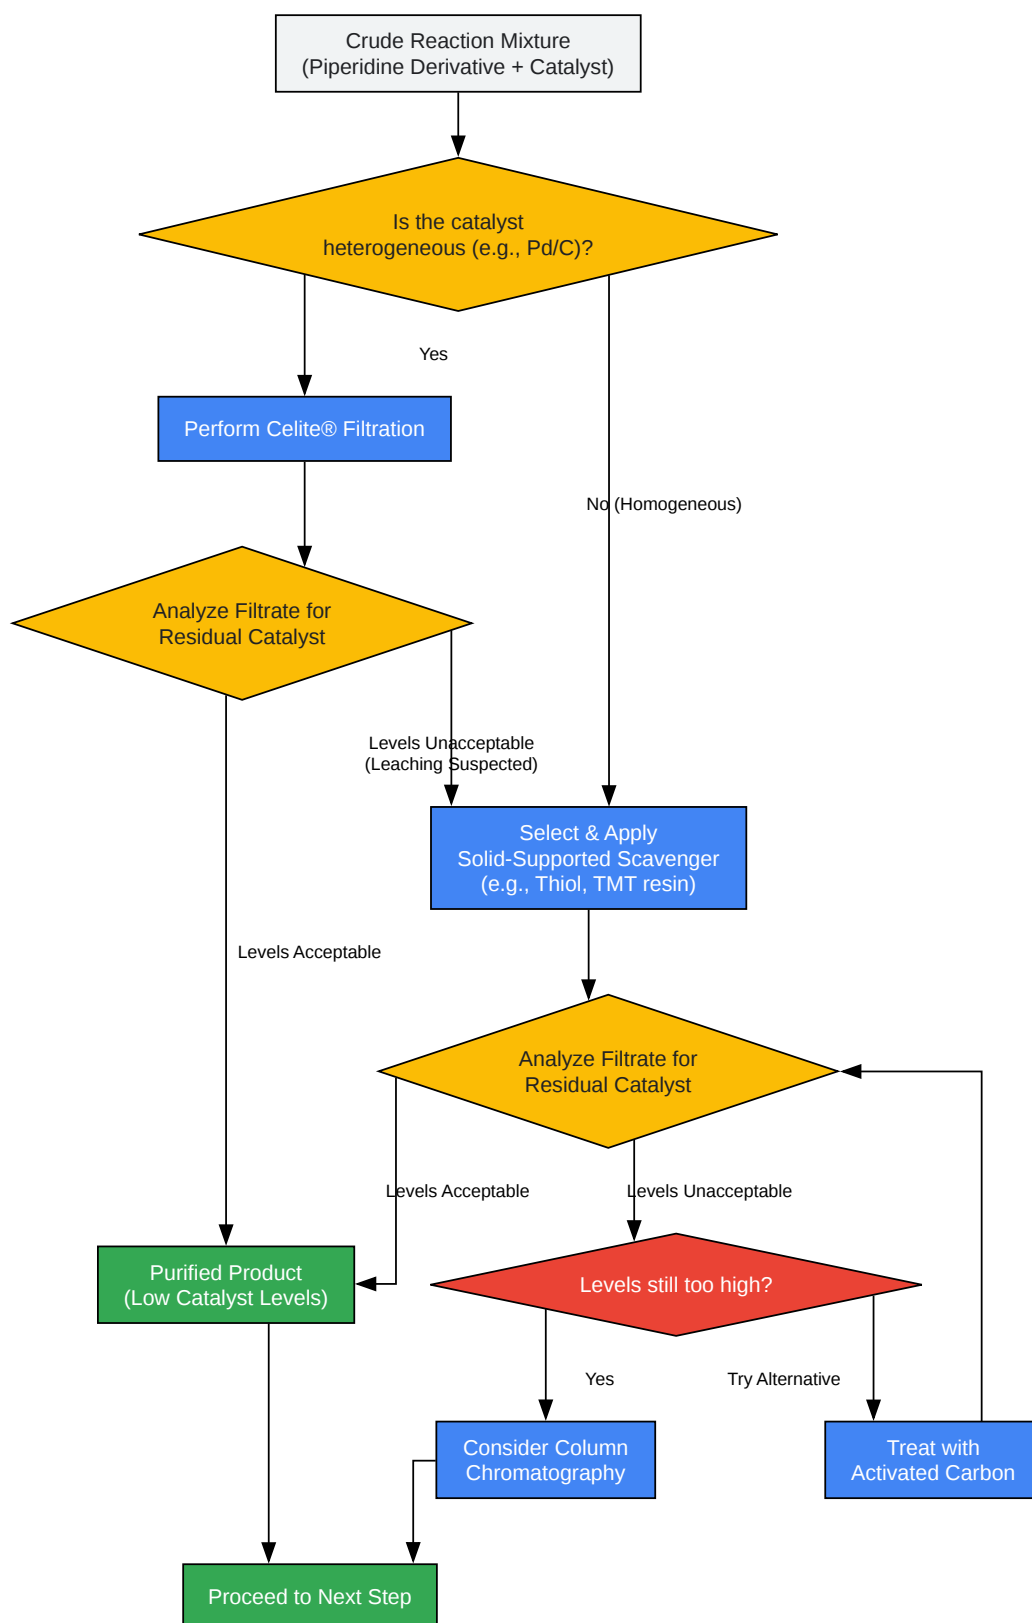 Crude Reaction Mixture
(Piperidine Derivative + Catalyst)
Is the catalyst
heterogeneous (e.g., Pd/C)?
Yes
Perform Celite® Filtration
No (Homogeneous)
Analyze Filtrate for
Residual Catalyst
Levels Unacceptable
(Leaching Suspected)
Select & Apply
Solid-Supported Scavenger
(e.g., Thiol, TMT resin)
Levels Acceptable
Analyze Filtrate for
Residual Catalyst
Levels Acceptable
Levels Unacceptable
Purified Product
(Low Catalyst Levels)
Levels still too high?
Yes
Try Alternative
Consider Column
Chromatography
Treat with
Activated Carbon
Proceed to Next Step